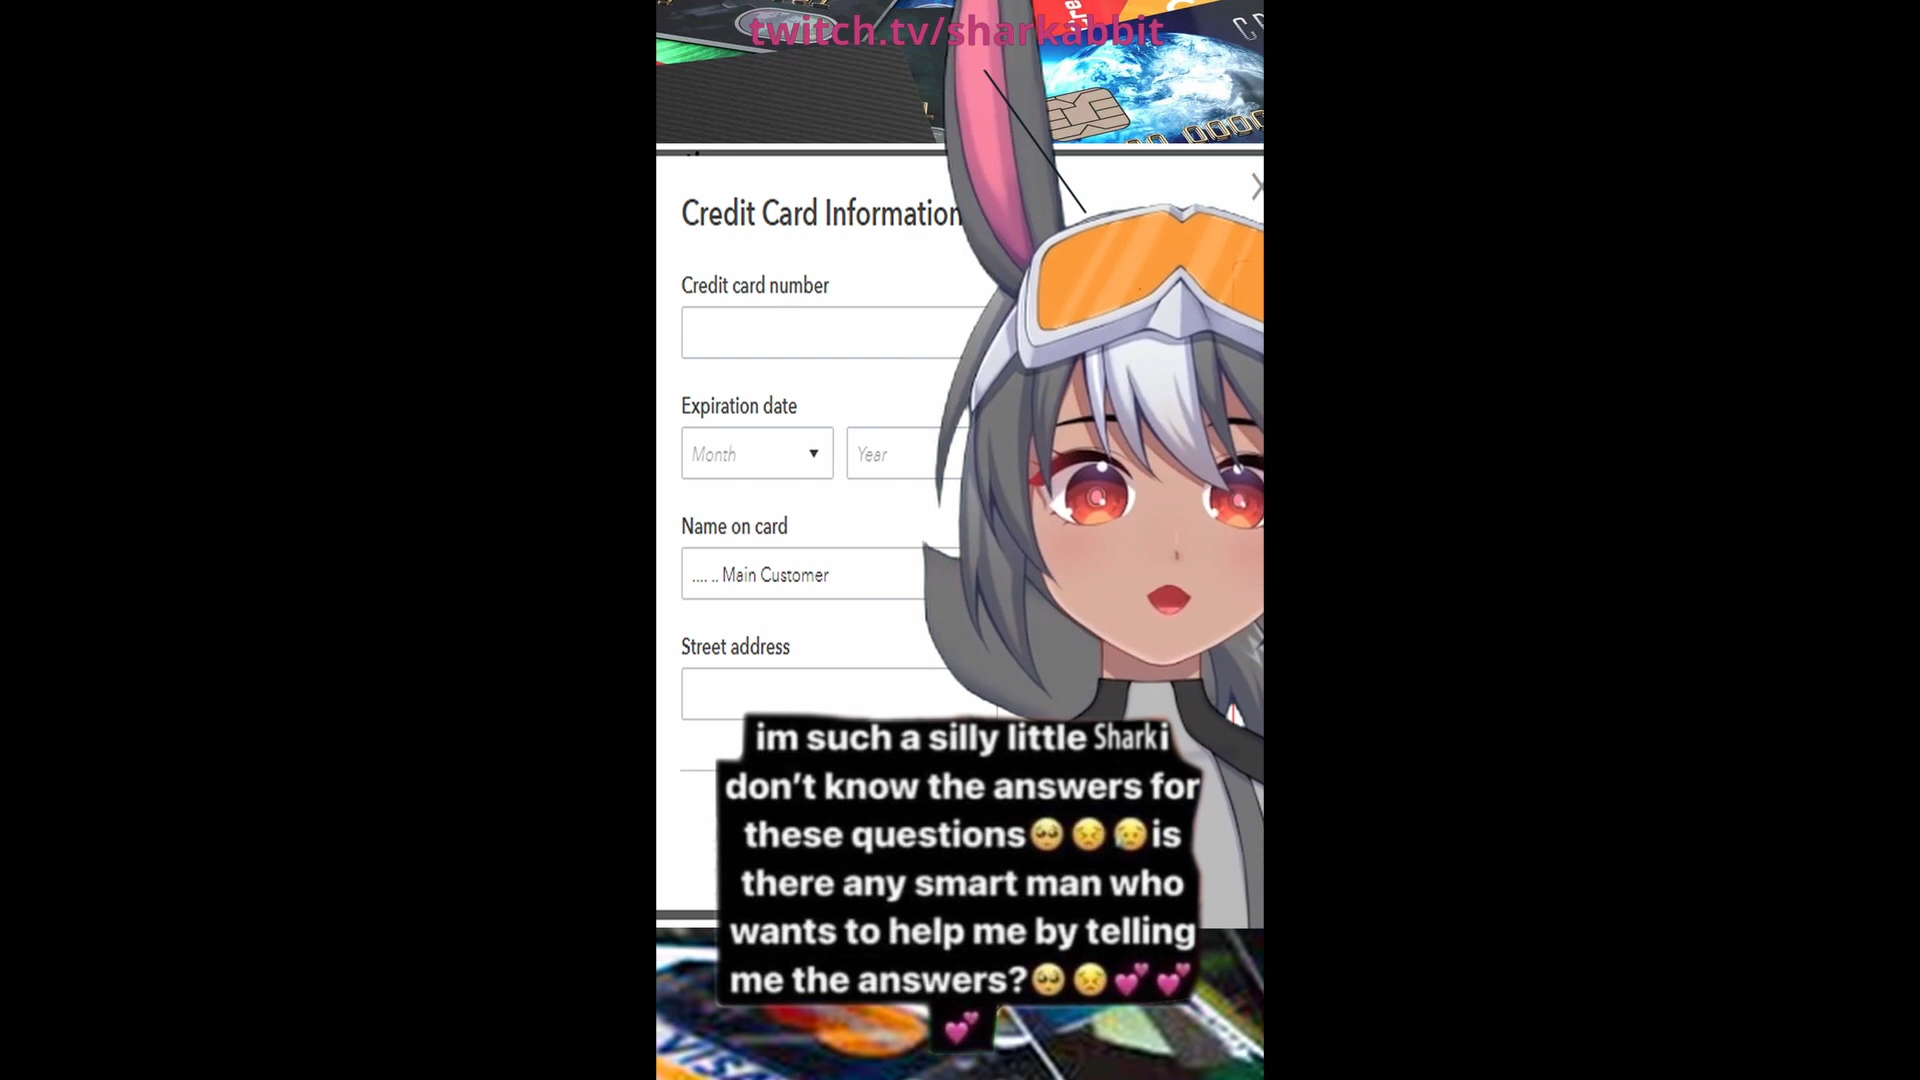 twitch.tv/sharkabbit
Credit Card Information
Credit card number
Expiration date
Month
Year
Name on card
.... .. Main Customer
Street address
im such a silly little Shark i
don't know the answers for
these questions🥺😣😥is
there any smart man who
wants to help me by telling
me the answers?🥺😣💕💕
💕
VISA